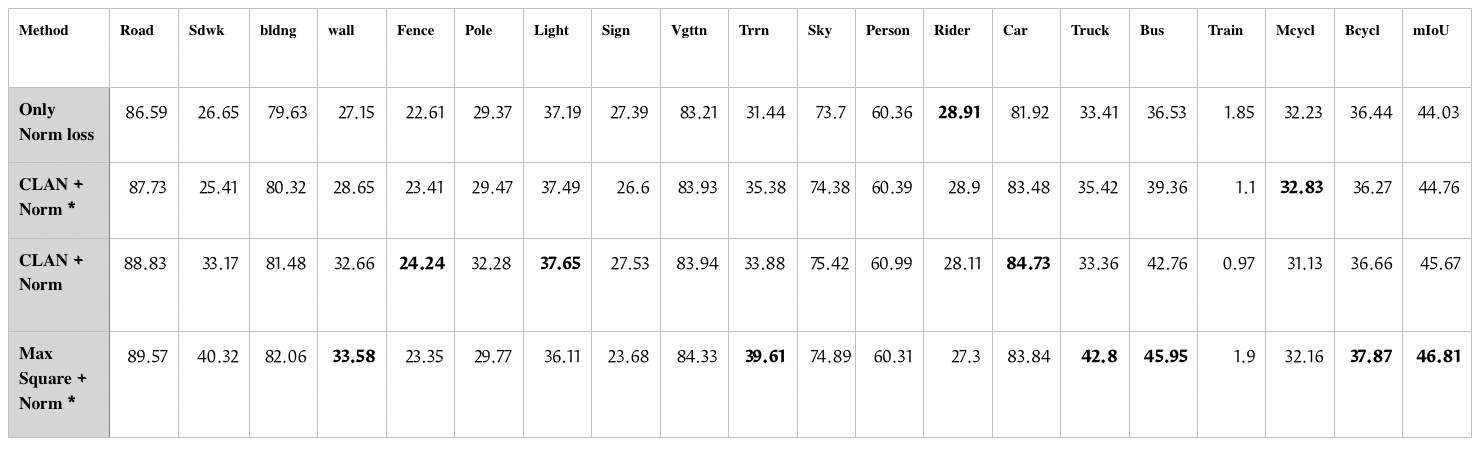 Method Road Sdwk bldng wall Fence Pole Light Sign Vgttn Trrn Sky Person Rider Car Truck Bus Train Mcycl Bcycl mIoU
Only
Norm loss 86.59 26.65 79.63 27.15 22.61 29.37 37.19 27.39 83.21 31.44 73.7 60.36 28.91 81.92 33.41 36.53 1.85 32.23 36.44 44.03
CLAN +
Norm * 87.73 25.41 80.32 28.65 23.41 29.47 37.49 26.6 83.93 35.38 74.38 60.39 28.9 83.48 35.42 39.36 1.1 32.83 36.27 44.76
CLAN +
Norm 88.83 33.17 81.48 32.66 24.24 32.28 37.65 27.53 83.94 33.88 75.42 60.99 28.11 84.73 33.36 42.76 0.97 31.13 36.66 45.67
Max
Square +
Norm * 89.57 40.32 82.06 33.58 23.35 29.77 36.11 23.68 84.33 39.61 74.89 60.31 27.3 83.84 42.8 45.95 1.9 32.16 37.87 46.81